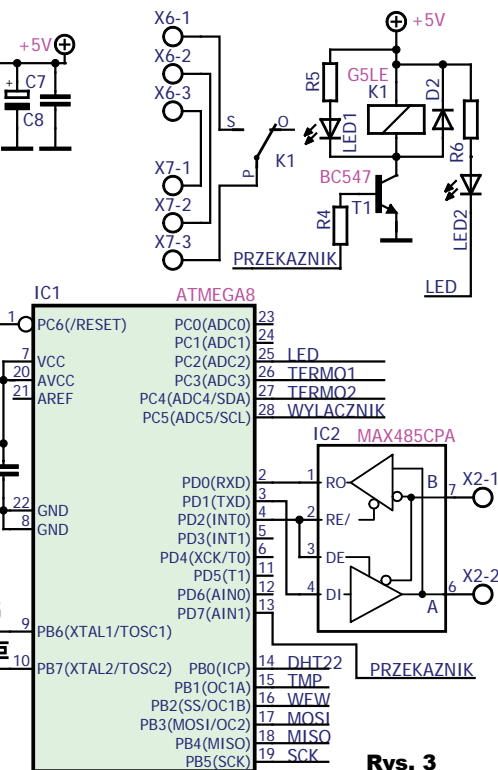 X6-1
+5V
+5V
X6-2
X6-3
C7
C8
R5
G5LE
K1
D2
LED1
R6
S
O
K1
P
X7-1
X7-2
X7-3
BC547
R4
T1
LED2
PRZEKAZNIK
LED
IC1
ATMEGA8
1 PC6(/RESET)
PC0(ADC0) 23
PC1(ADC1) 24
7 VCC
PC2(ADC2) 25 LED
20 AVCC
PC3(ADC3) 26 TERMO1
21 AREF
PC4(ADC4/SDA) 27 TERMO2
PC5(ADC5/SCL) 28 WYLACZNIK
IC2 MAX485CPA
PD0(RXD) 2
1 RO
B 7 X2-1
PD1(TXD) 3
22 GND
PD2(INT0) 4
2 RE/
8 GND
PD3(INT1) 5
PD4(XCK/T0) 6
3 DE
PD5(T1) 11
PD6(AIN0) 12
4 DI
A 6 X2-2
PD7(AIN1) 13
PRZEKAZNIK
9 PB6(XTAL1/TOSC1)
10 PB7(XTAL2/TOSC2)
PB0(ICP) 14 DHT22
PB1(OC1A) 15 TMP
PB2(SS/OC1B) 16 WEW
PB3(MOSI/OC2) 17 MOSI
PB4(MISO) 18 MISO
PB5(SCK) 19 SCK
Rys. 3